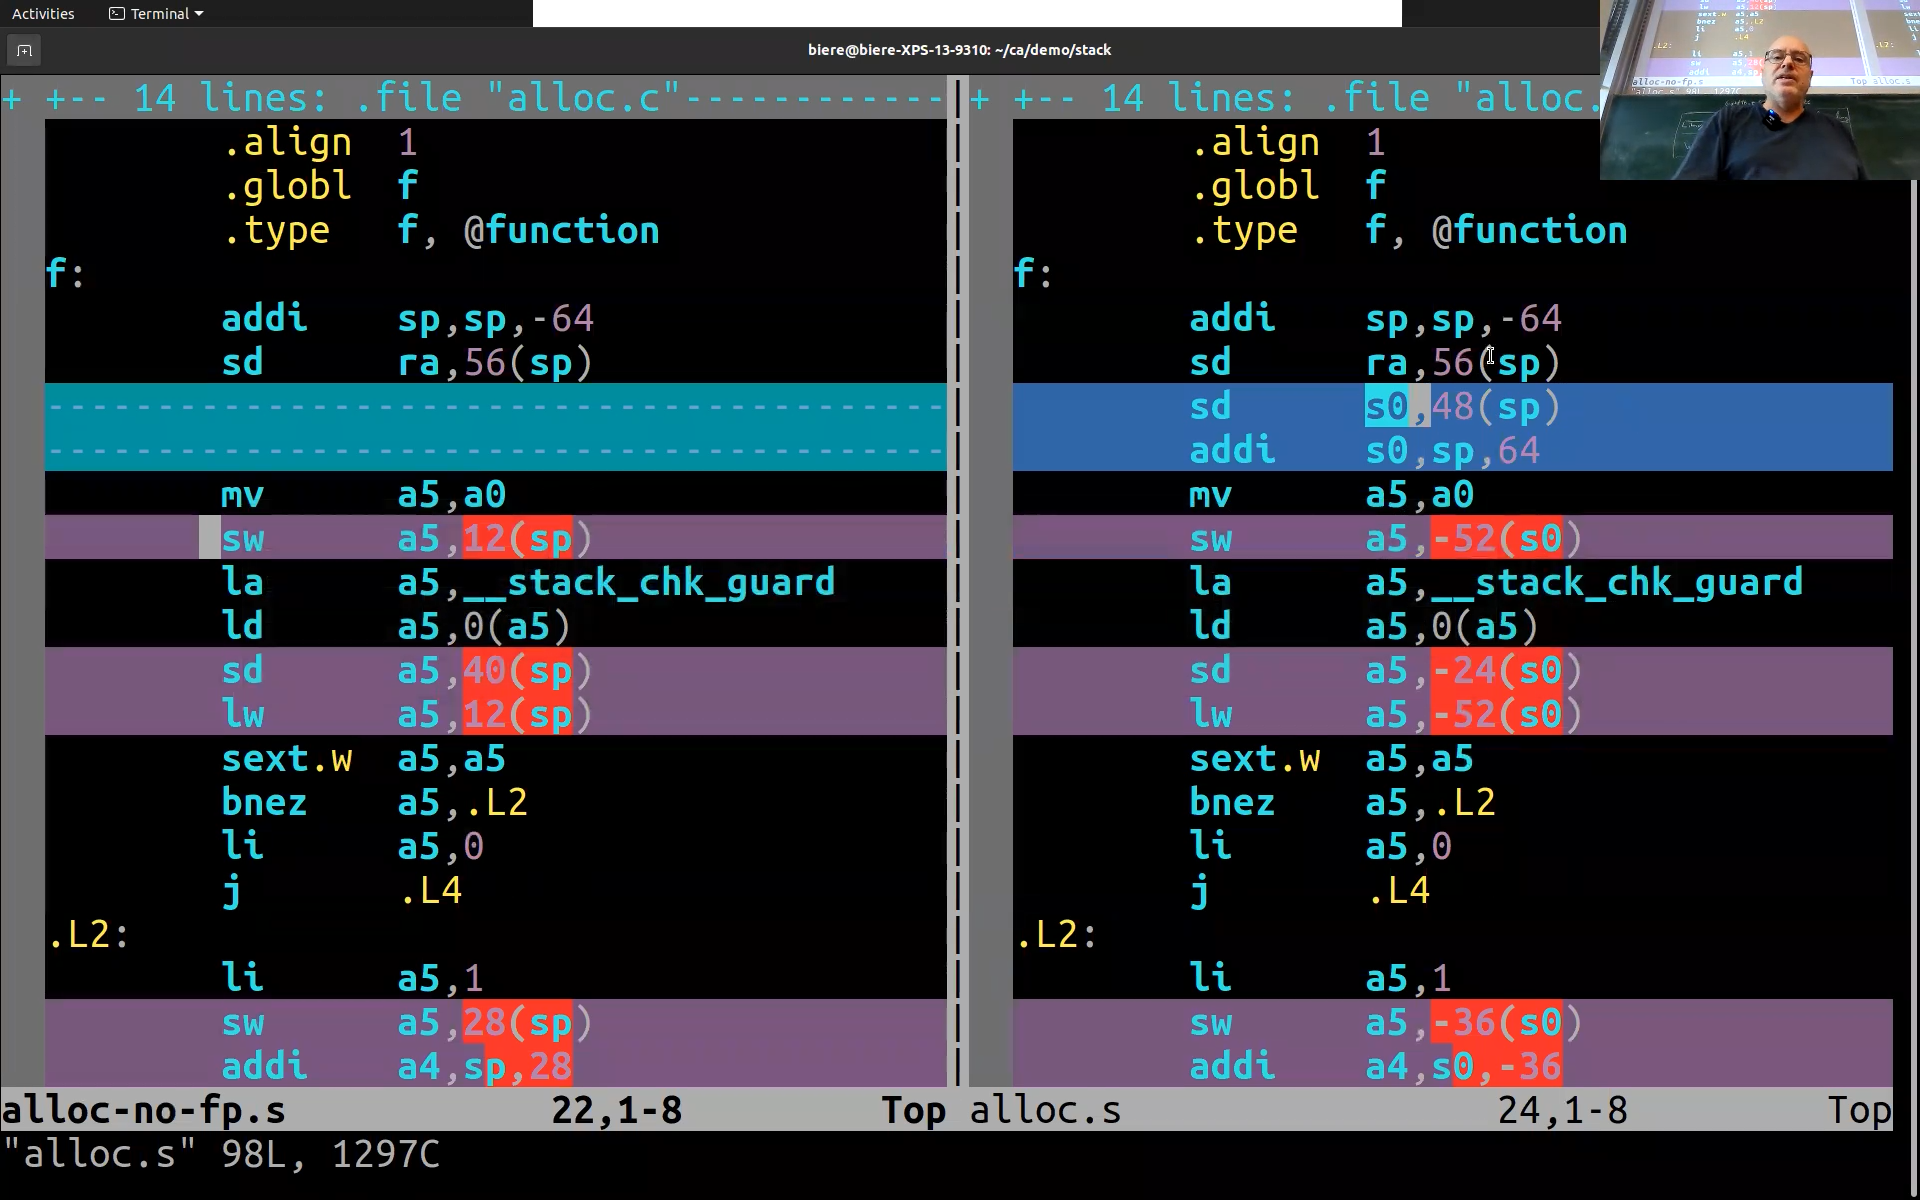 Activities Terminal
biere@biere-XPS-13-9310: ~/ca/demo/stack
+ +-- 14 lines: .file "alloc.c"------------
.align 1
.globl f
.type f, @function
f:
addi sp,sp,-64
sd ra,56(sp)
------------------------------------------
------------------------------------------
mv a5,a0
sw a5,12(sp)
la a5,__stack_chk_guard
ld a5,0(a5)
sd a5,40(sp)
lw a5,12(sp)
sext.w a5,a5
bnez a5,.L2
li a5,0
j .L4
.L2:
li a5,1
sw a5,28(sp)
addi a4,sp,28
alloc-no-fp.s 22,1-8 Top
+ +-- 14 lines: .file "alloc.
.align 1
.globl f
.type f, @function
f:
addi sp,sp,-64
sd ra,56(sp)
sd s0,48(sp)
addi s0,sp,64
mv a5,a0
sw a5,-52(s0)
la a5,__stack_chk_guard
ld a5,0(a5)
sd a5,-24(s0)
lw a5,-52(s0)
sext.w a5,a5
bnez a5,.L2
li a5,0
j .L4
.L2:
li a5,1
sw a5,-36(s0)
addi a4,s0,-36
alloc.s 24,1-8 Top
"alloc.s" 98L, 1297C